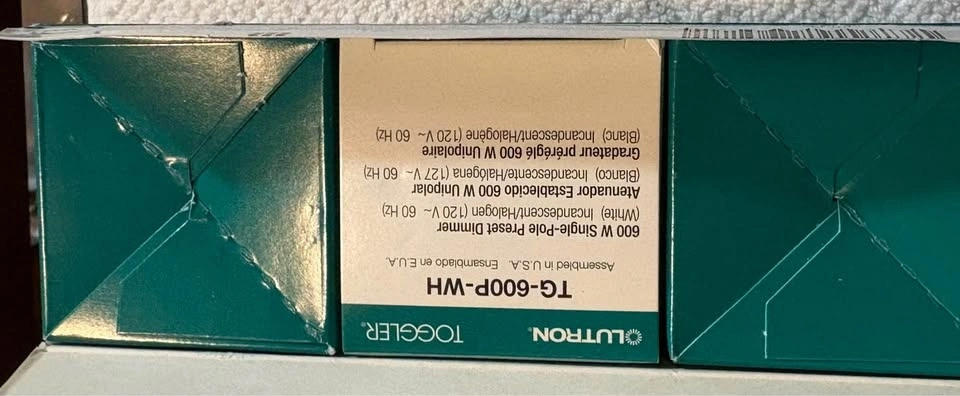 LUTRON® TOGGLER®
TG-600P-WH
Assembled in U.S.A. Ensamblado en E.U.A.
600 W Single-Pole Preset Dimmer
(White) Incandescent/Halogen (120 V~ 60 Hz)
Atenuador Establecido 600 W Unipolar
(Blanco) Incandescente/Halógena (127 V~ 60 Hz)
Gradateur préréglé 600 W Unipolaire
(Blanc) Incandescent/Halogène (120 V~ 60 Hz)